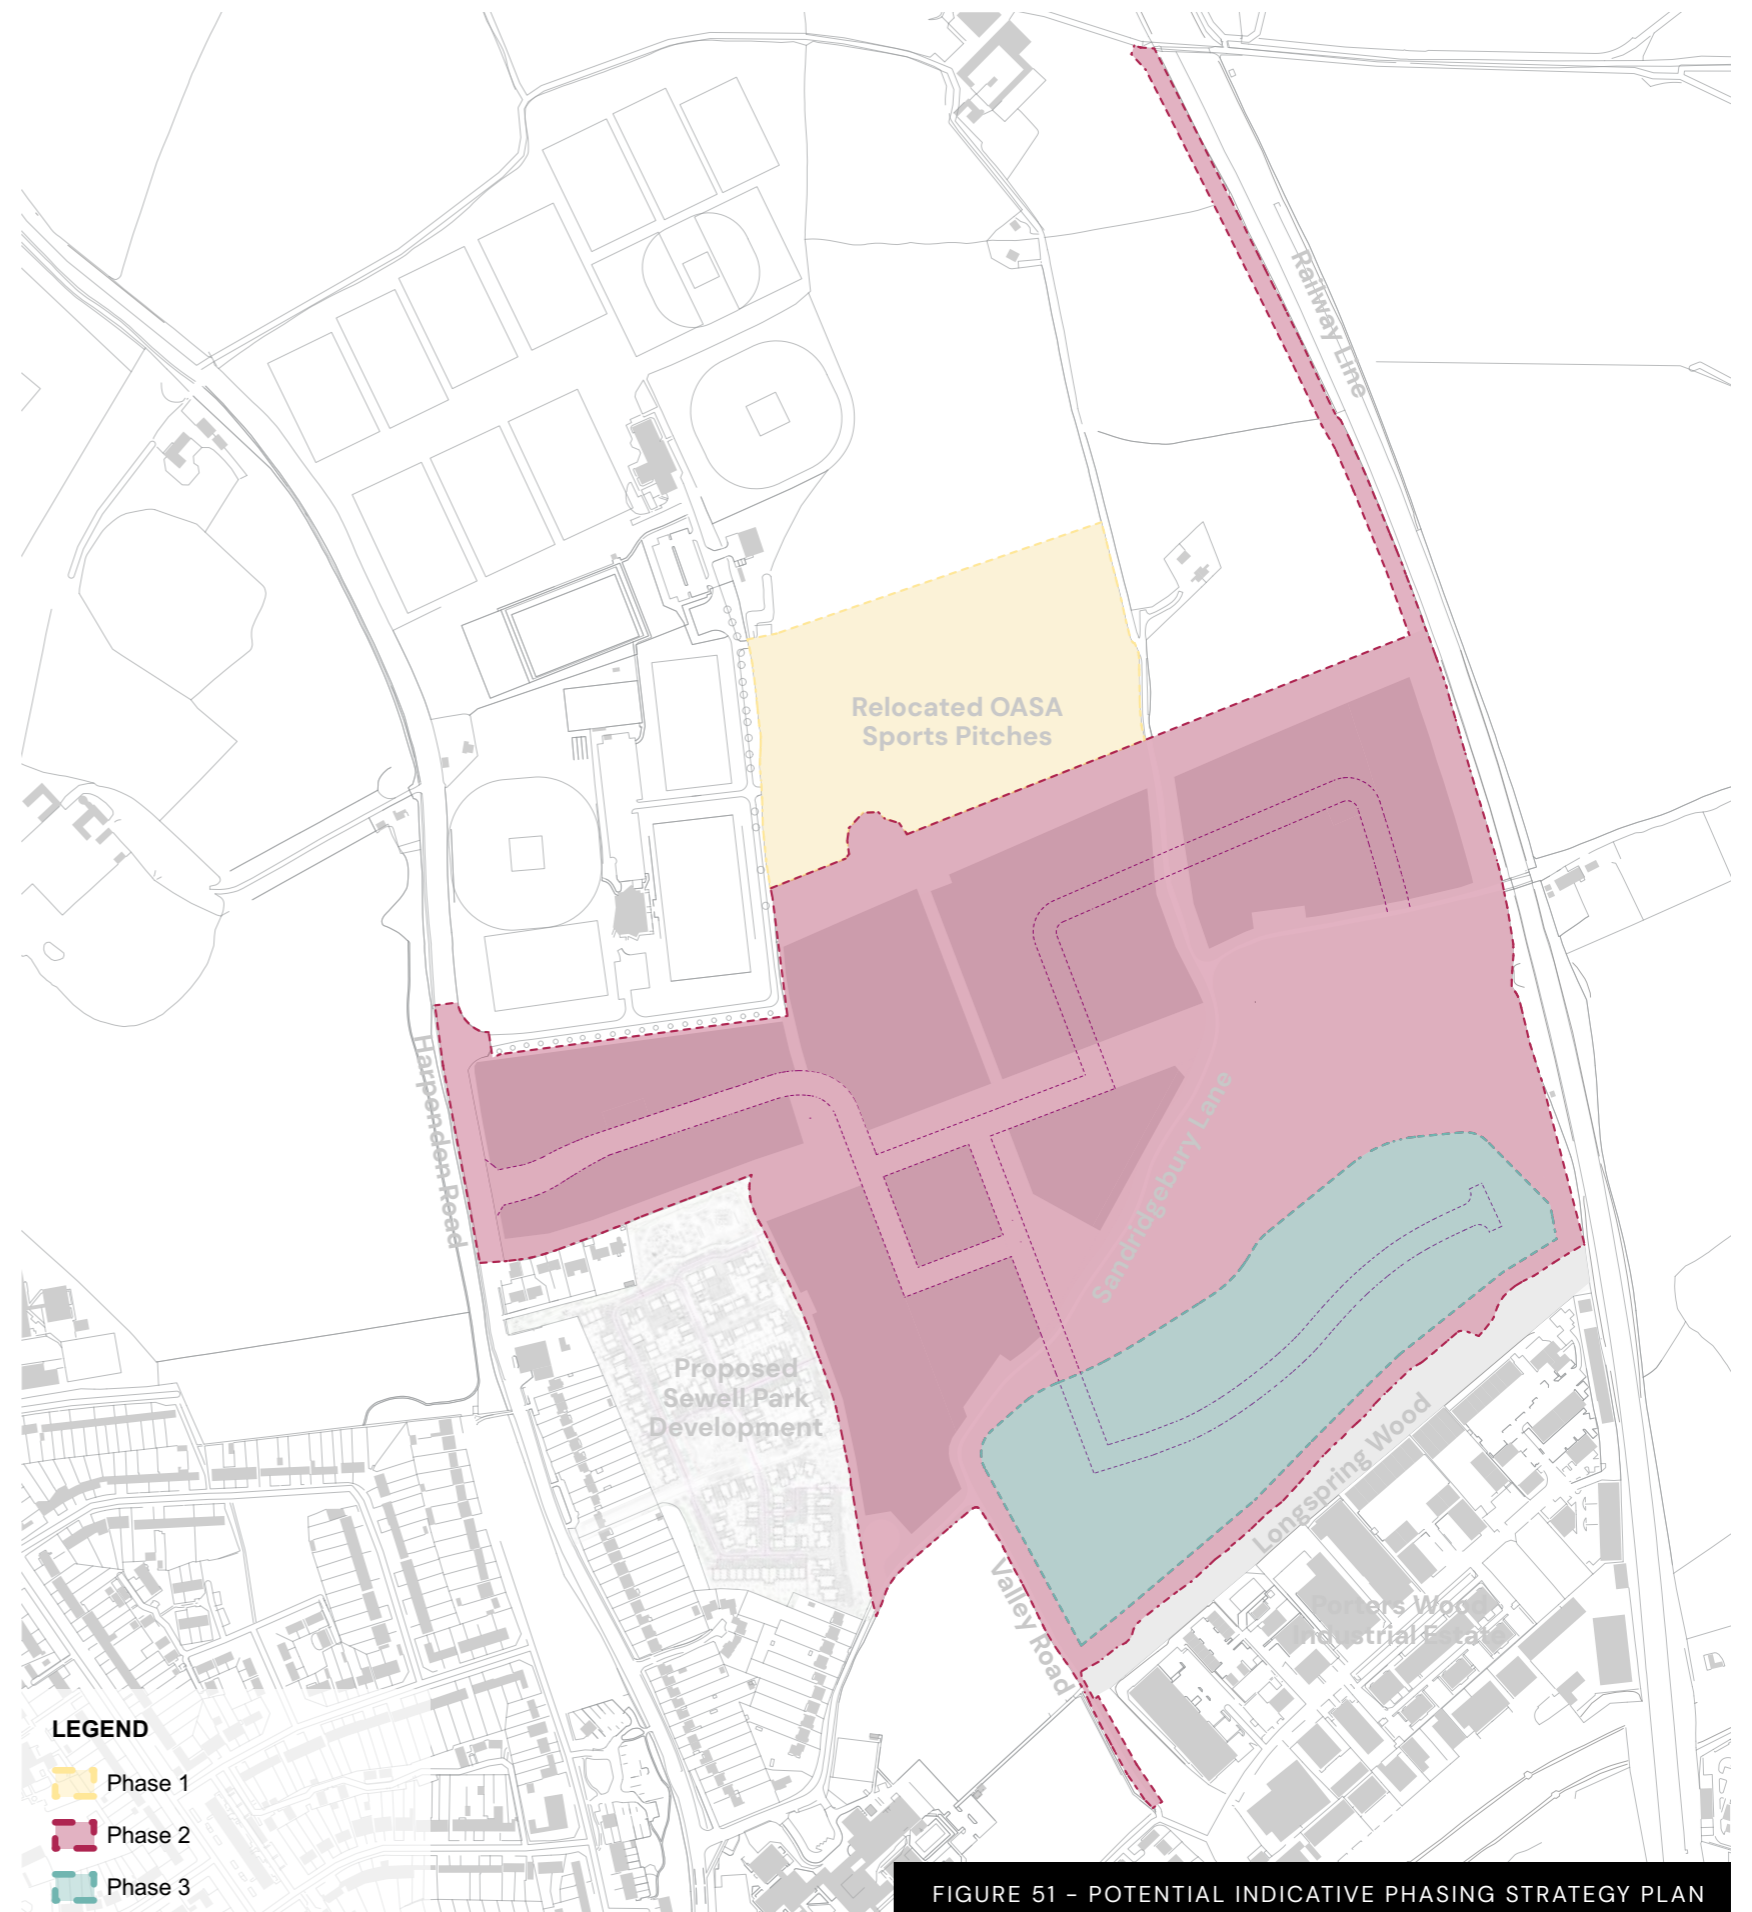 Railway Line
Relocated OASA
Sports Pitches
Harpenden Road
Sandridgebury Lane
Proposed
Sewell Park
Development
Longspring Wood
Valley Road
Porters Wood
Industrial Estate
LEGEND
Phase 1
Phase 2
Phase 3
FIGURE 51 - POTENTIAL INDICATIVE PHASING STRATEGY PLAN